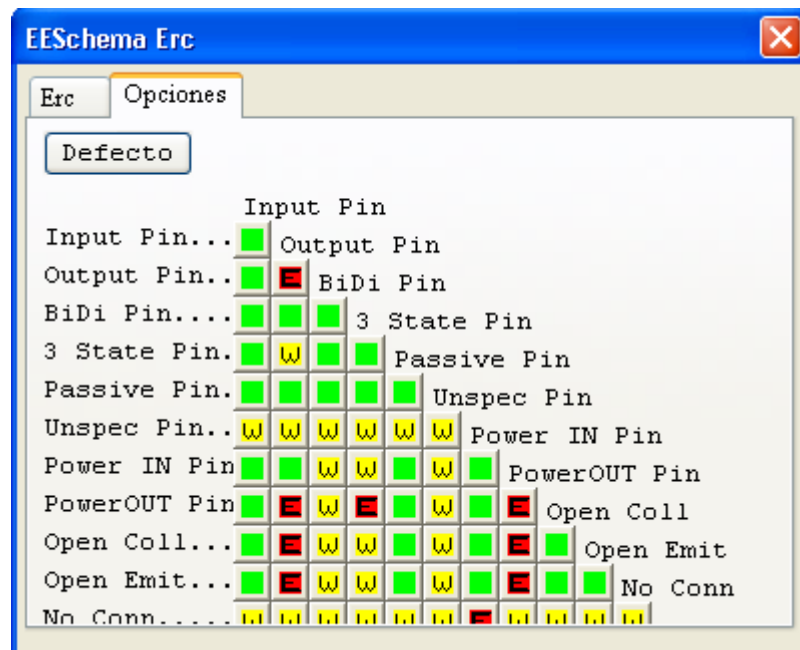 EESchema Erc
Erc Opciones
Defecto
Input Pin
Input Pin... Output Pin
Output Pin.. E BiDi Pin
BiDi Pin.... 3 State Pin
3 State Pin. W Passive Pin
Passive Pin. Unspec Pin
Unspec Pin.. W W W W W W Power IN Pin
Power IN Pin W W W PowerOUT Pin
PowerOUT Pin E W E W E Open Coll
Open Coll... E W W W E Open Emit
Open Emit... E W W W E No Conn
No Conn..... W W W W W W E W W W W